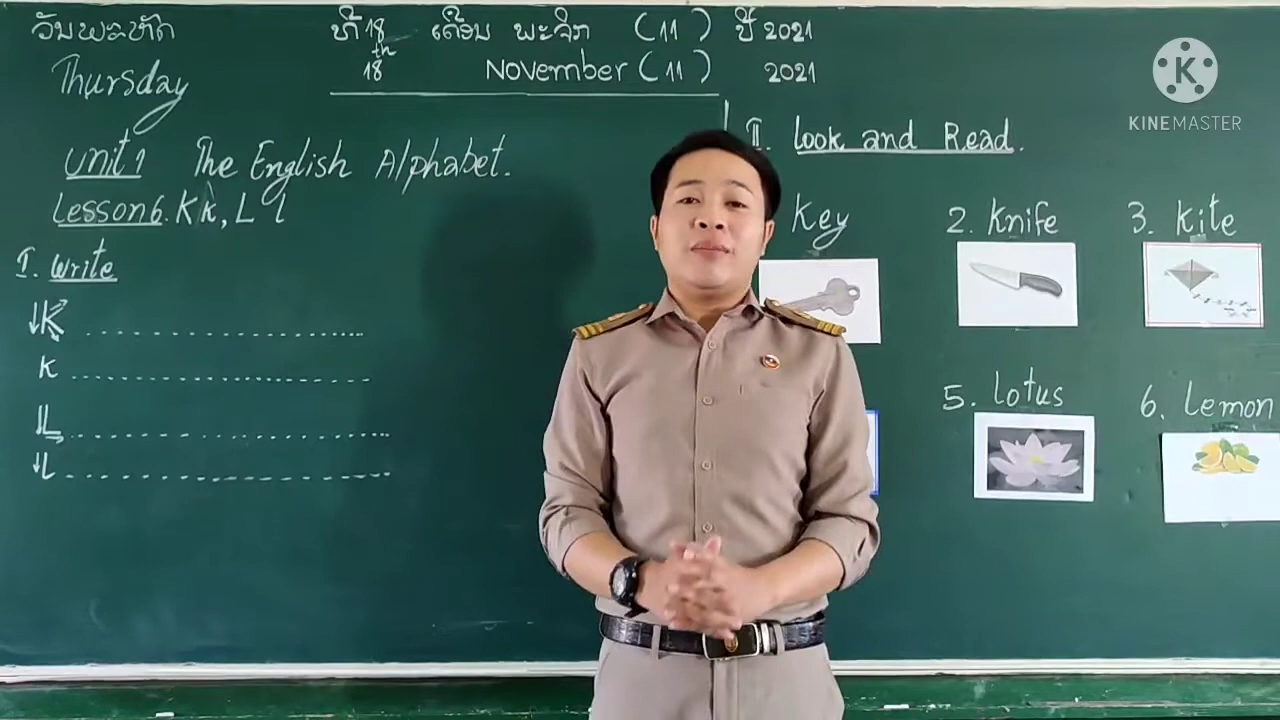 ວັນພະຫັດ ທີ 18 ເດືອນ ພະຈິກ (11) ປີ 2021
Thursday 18th November (11) 2021
Unit 1 The English Alphabet.
Lesson 6. K k, L l
I. Write
K
k
L
l
II. Look and Read.
Key
2. Knife
3. Kite
5. lotus
6. lemon
K
KINEMASTER